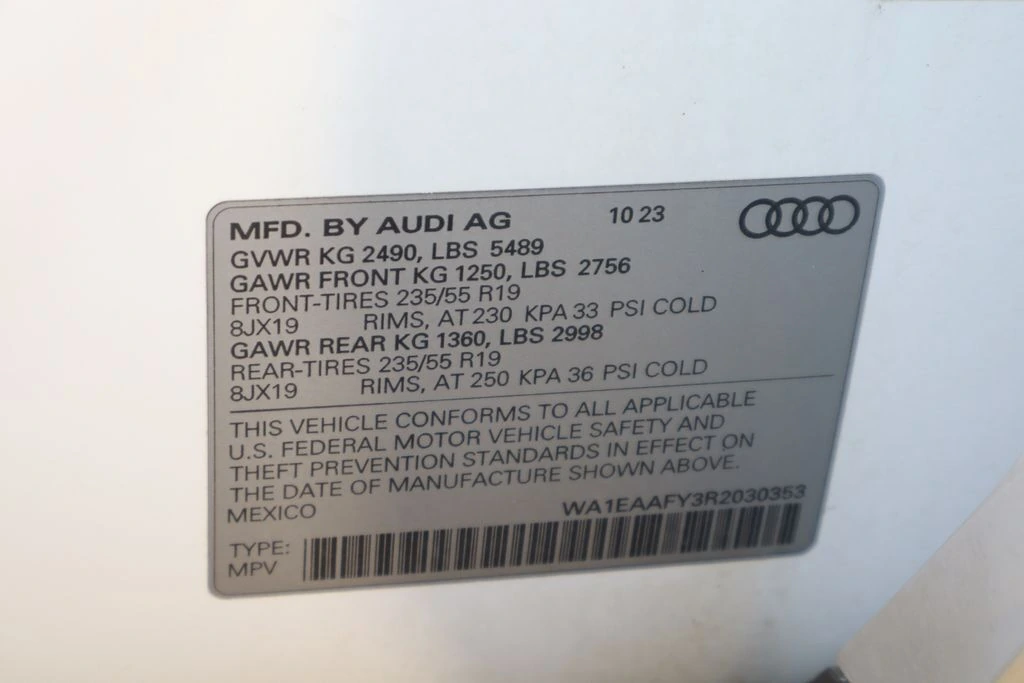 MFD. BY AUDI AG 10 23
GVWR KG 2490, LBS 5489
GAWR FRONT KG 1250, LBS 2756
FRONT-TIRES 235/55 R19
8JX19 RIMS, AT 230 KPA 33 PSI COLD
GAWR REAR KG 1360, LBS 2998
REAR-TIRES 235/55 R19
8JX19 RIMS, AT 250 KPA 36 PSI COLD
THIS VEHICLE CONFORMS TO ALL APPLICABLE
U.S. FEDERAL MOTOR VEHICLE SAFETY AND
THEFT PREVENTION STANDARDS IN EFFECT ON
THE DATE OF MANUFACTURE SHOWN ABOVE.
MEXICO WA1EAAFY3R2030353
TYPE:
MPV